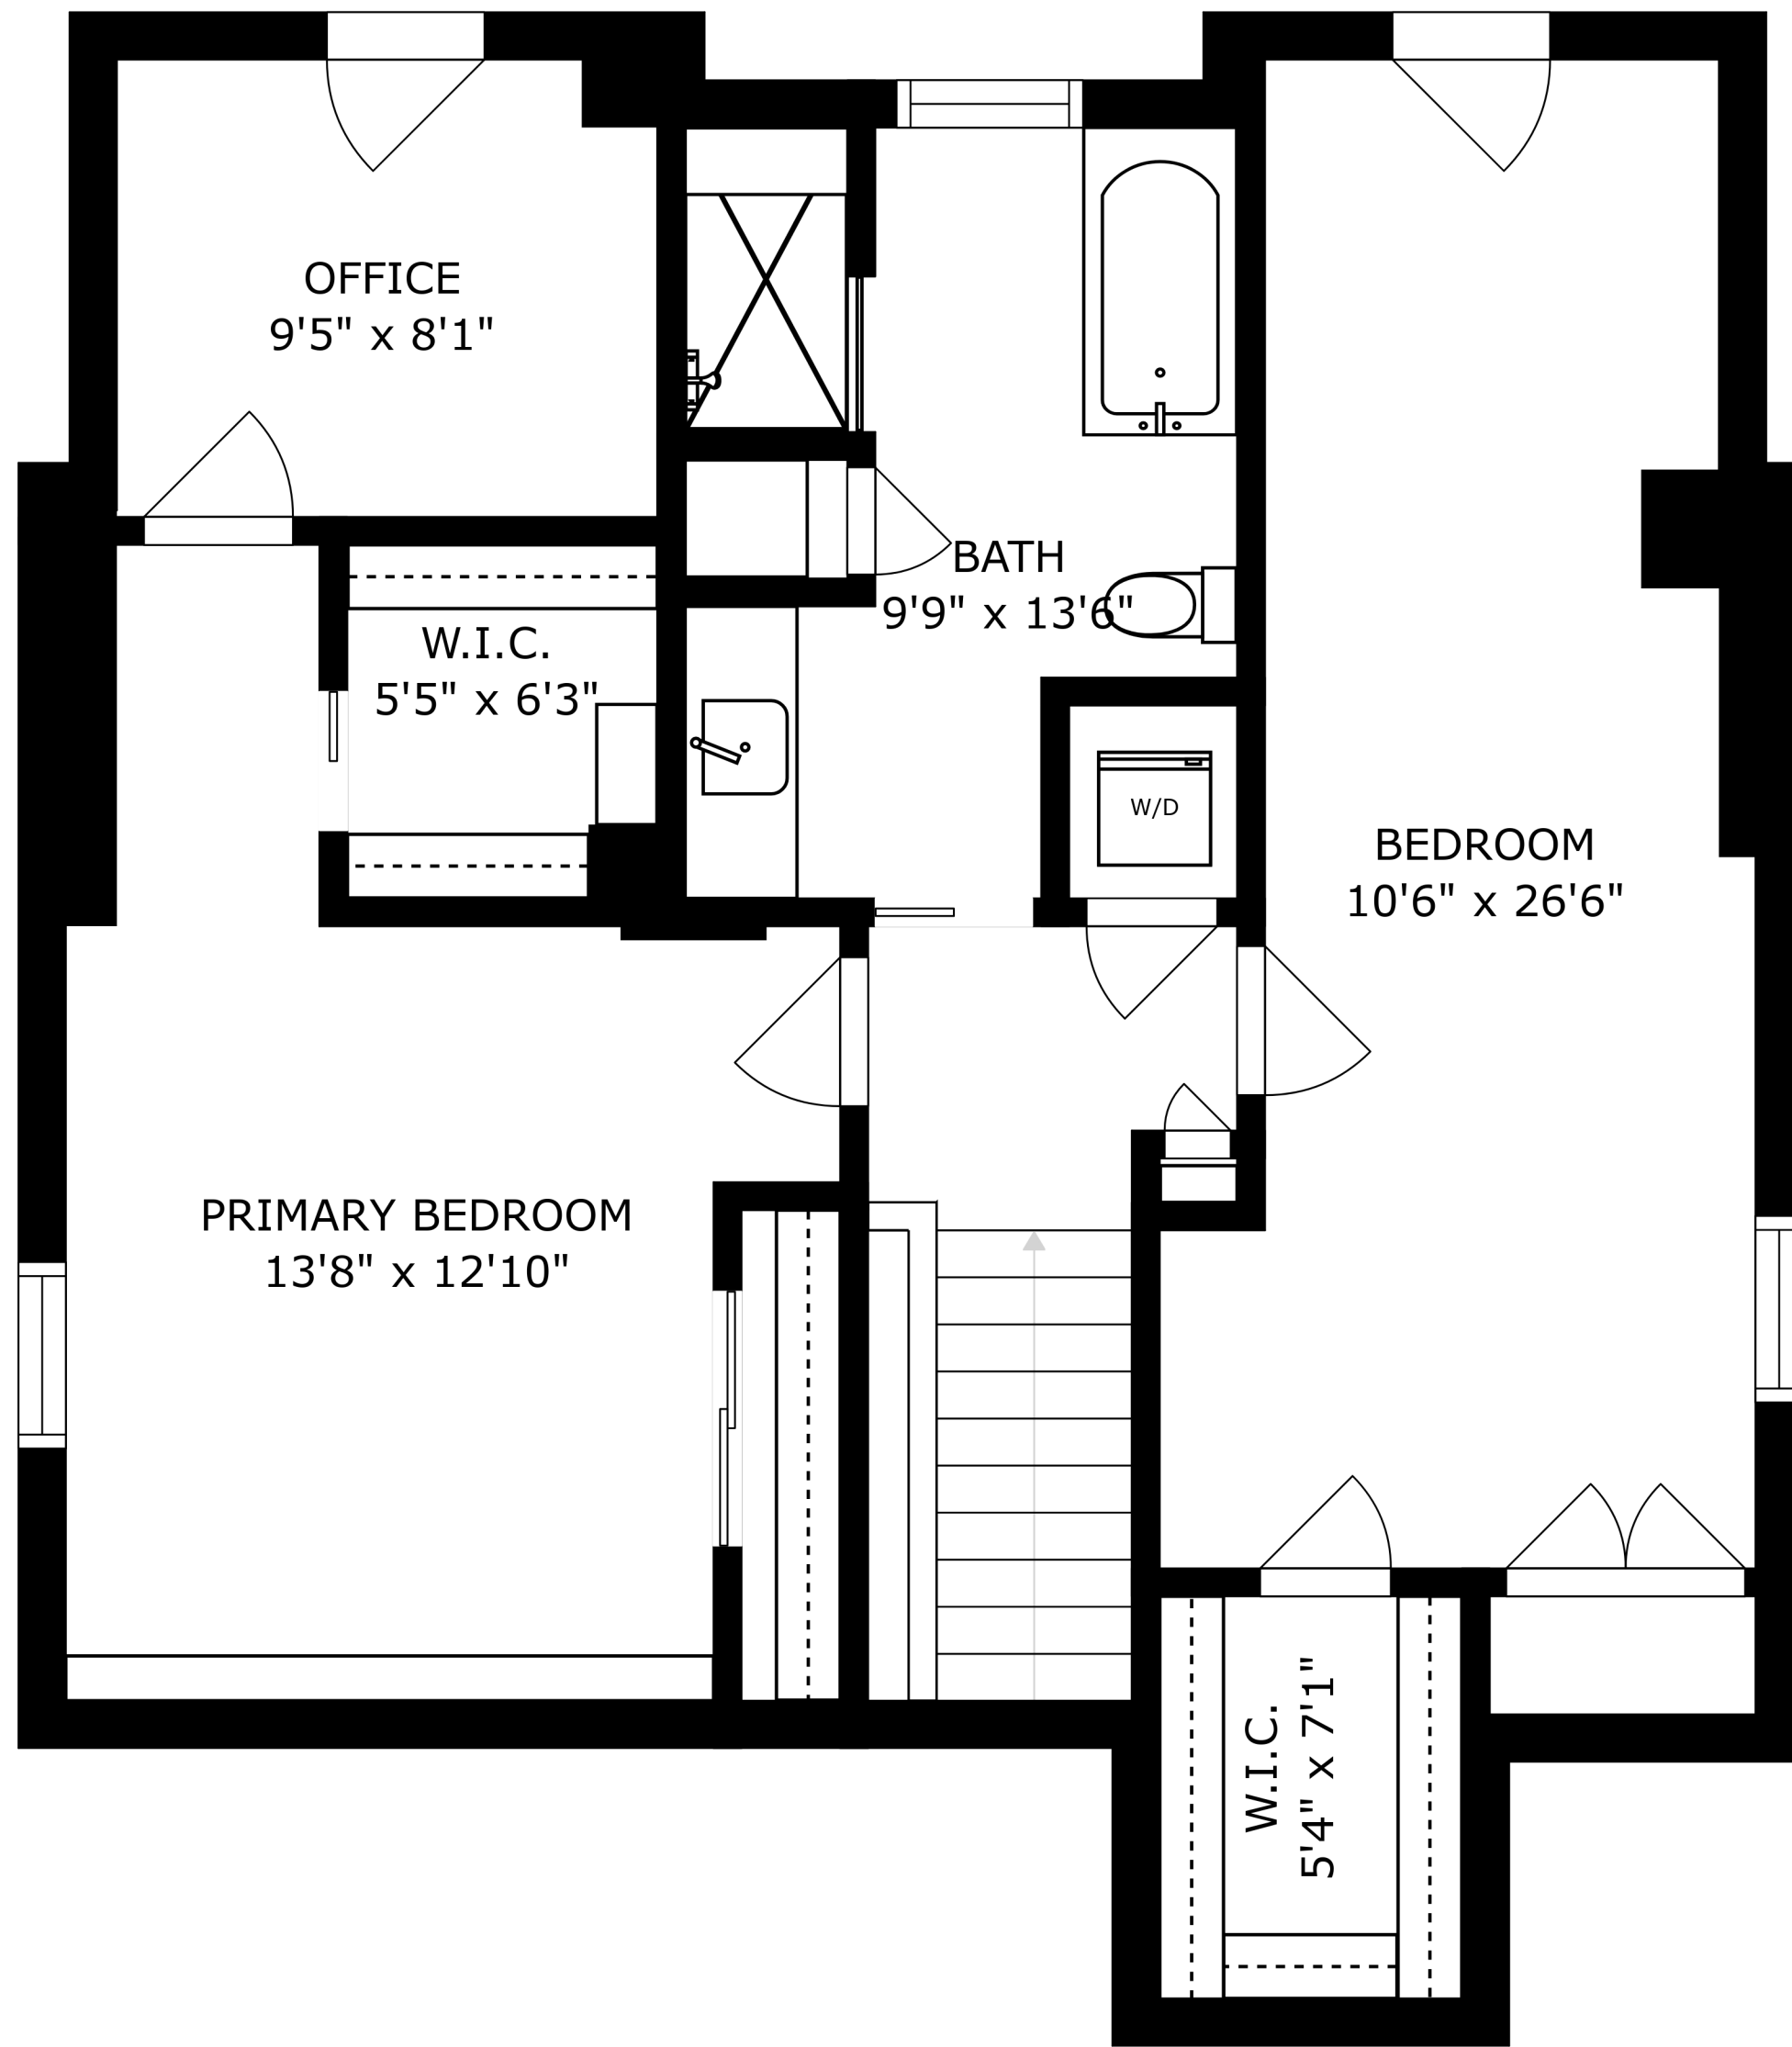 OFFICE
9'5" x 8'1"
BATH
9'9" x 13'6"
W.I.C.
5'5" x 6'3"
W/D
BEDROOM
10'6" x 26'6"
PRIMARY BEDROOM
13'8" x 12'10"
W.I.C.
5'4" x 7'1"